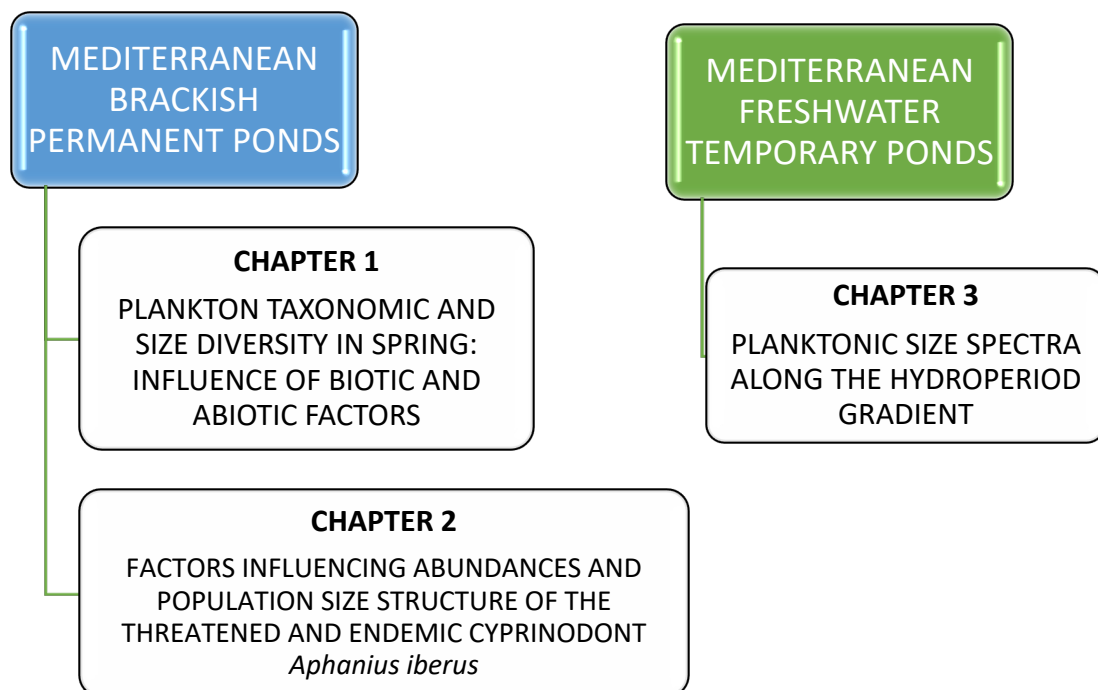 MEDITERRANEAN
BRACKISH
PERMANENT PONDS
CHAPTER 1
PLANKTON TAXONOMIC AND
SIZE DIVERSITY IN SPRING:
INFLUENCE OF BIOTIC AND
ABIOTIC FACTORS
CHAPTER 2
FACTORS INFLUENCING ABUNDANCES AND
POPULATION SIZE STRUCTURE OF THE
THREATENED AND ENDEMIC CYPRINODONT
Aphanius iberus
MEDITERRANEAN
FRESHWATER
TEMPORARY PONDS
CHAPTER 3
PLANKTONIC SIZE SPECTRA
ALONG THE HYDROPERIOD
GRADIENT